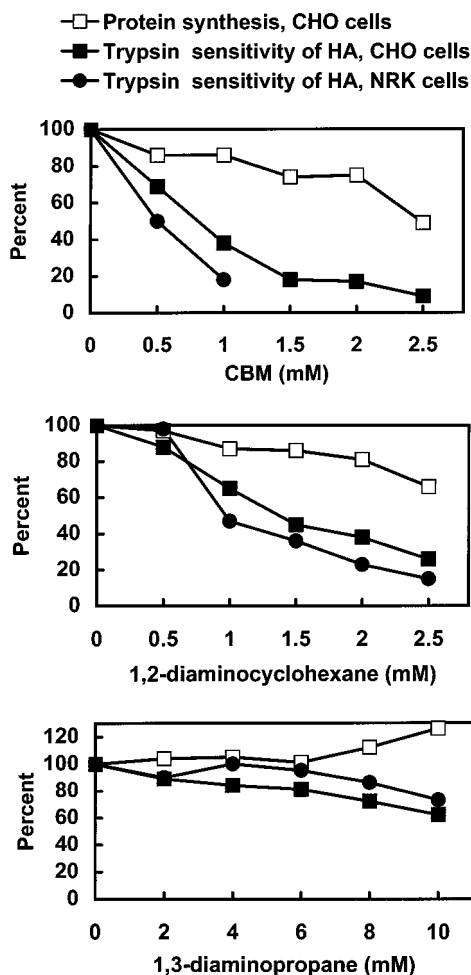 Protein synthesis, CHO cells
Trypsin sensitivity of HA, CHO cells
Trypsin sensitivity of HA, NRK cells
100
80
60
40
20
0
Percent
0 0.5 1 1.5 2 2.5
CBM (mM)
100
80
60
40
20
0
Percent
0 0.5 1 1.5 2 2.5
1,2-diaminocyclohexane (mM)
120
100
80
60
40
20
0
Percent
0 2 4 6 8 10
1,3-diaminopropane (mM)